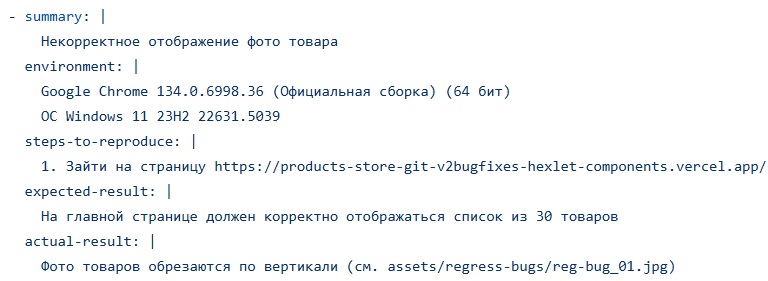 - summary: |
Некорректное отображение фото товара
environment: |
Google Chrome 134.0.6998.36 (Официальная сборка) (64 бит)
ОС Windows 11 23H2 22631.5039
steps-to-reproduce: |
1. Зайти на страницу https://products-store-git-v2bugfixes-hexlet-components.vercel.app/
expected-result: |
На главной странице должен корректно отображаться список из 30 товаров
actual-result: |
Фото товаров обрезаются по вертикали (см. assets/regress-bugs/reg-bug_01.jpg)